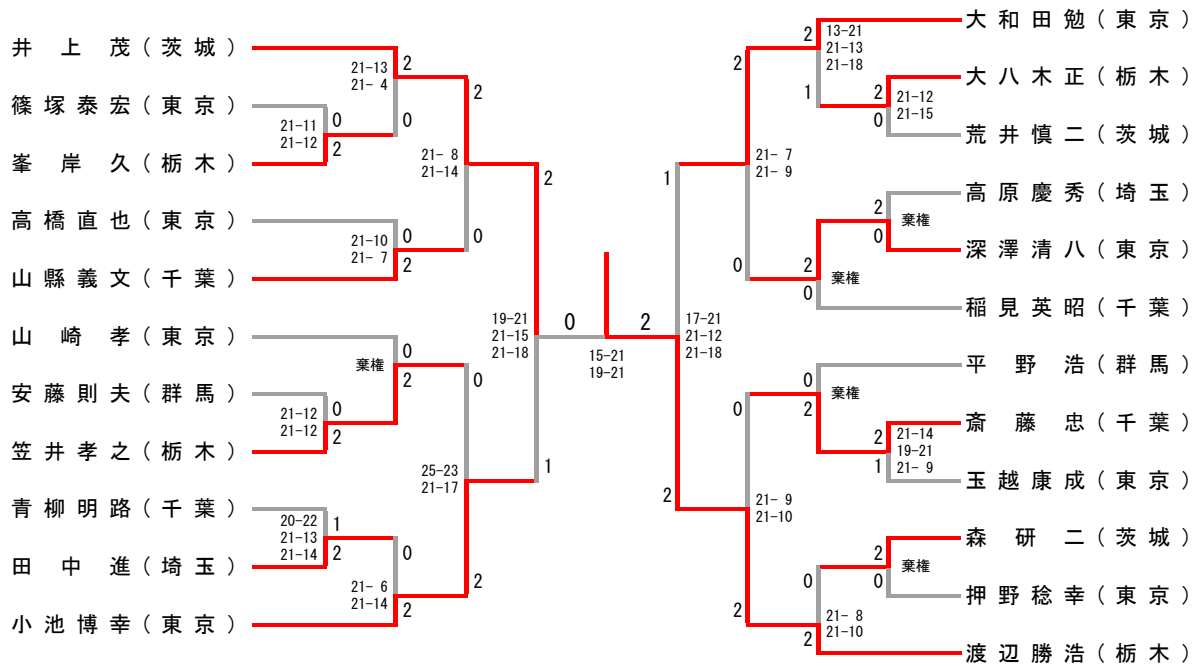 井上茂（茨城）
篠塚泰宏（東京）
峯岸久（栃木）
高橋直也（東京）
山縣義文（千葉）
山崎孝（東京）
安藤則夫（群馬）
笠井孝之（栃木）
青柳明路（千葉）
田中進（埼玉）
小池博幸（東京）
21-11
21-12
0
2
21-12
21-12
0
2
20-22
21-13
21-14
1
2
21-13
21- 4
2
0
21-10
21- 7
0
2
棄権
0
2
21- 6
21-14
0
2
21- 8
21-14
2
0
25-23
21-17
0
2
19-21
21-15
21-18
2
1
0
2
15-21
19-21
17-21
21-12
21-18
1
2
21- 7
21- 9
2
0
21- 9
21-10
0
2
13-21
21-13
21-18
2
1
棄権
2
0
棄権
0
2
21- 8
21-10
0
2
21-12
21-15
2
0
棄権
2
0
21-14
19-21
21- 9
2
1
棄権
2
0
大和田勉（東京）
大八木正（栃木）
荒井慎二（茨城）
高原慶秀（埼玉）
深澤清八（東京）
稲見英昭（千葉）
平野浩（群馬）
斎藤忠（千葉）
玉越康成（東京）
森研二（茨城）
押野稔幸（東京）
渡辺勝浩（栃木）